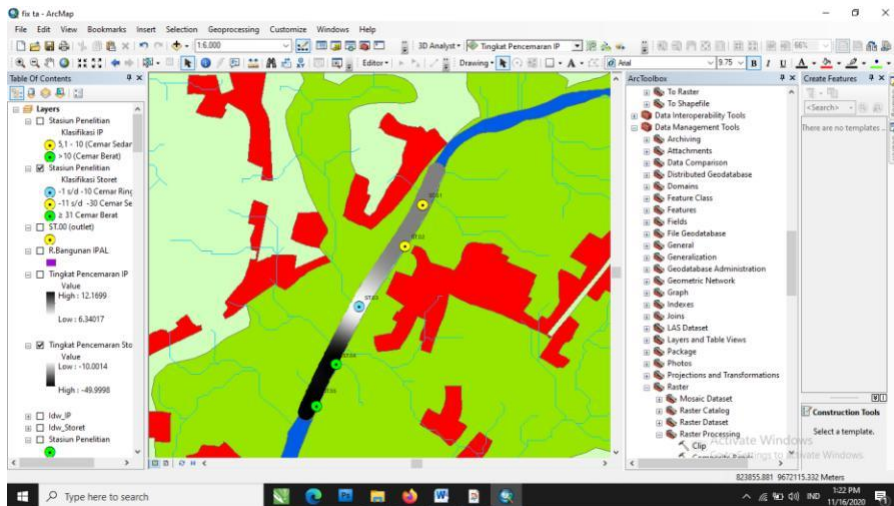 fix ta - ArcMap
File Edit View Bookmarks Insert Selection Geoprocessing Customize Windows Help
1:6.000
3D Analyst
Tingkat Pencemaran IP
66%
Editor
Drawing
Arial
9.75
B I U A
Table Of Contents
Layers
Stasiun Penelitian
Klasifikasi IP
5,1 - 10 (Cemar Sedar
>10 (Cemar Berat)
Stasiun Penelitian
Klasifikasi Storet
-1 s/d -10 Cemar Ring
-11 s/d -30 Cemar Se
≥ 31 Cemar Berat
ST.00 (outlet)
R.Bangunan IPAL
Tingkat Pencemaran IP
Value
High : 12.1699
Low : 6.34017
Tingkat Pencemaran Sto
Value
Low : -10.0014
High : -49.9998
Idw_IP
Idw_Storet
Stasiun Penelitian
ST.01
ST.02
ST.03
ArcToolbox
To Raster
To Shapefile
Data Interoperability Tools
Data Management Tools
Archiving
Attachments
Data Comparison
Distributed Geodatabase
Domains
Feature Class
Features
Fields
File Geodatabase
General
Generalization
Geodatabase Administration
Geometric Network
Graph
Indexes
Joins
LAS Dataset
Layers and Table Views
Package
Photos
Projections and Transformations
Raster
Mosaic Dataset
Raster Catalog
Raster Dataset
Raster Processing
Clip
Create Features
<Search>
There are no templates
Construction Tools
Select a template.
Activate Windows
Go to Settings to activate Windows.
823855.881 9672115.332 Meters
Type here to search
IND
1:22 PM
11/16/2020